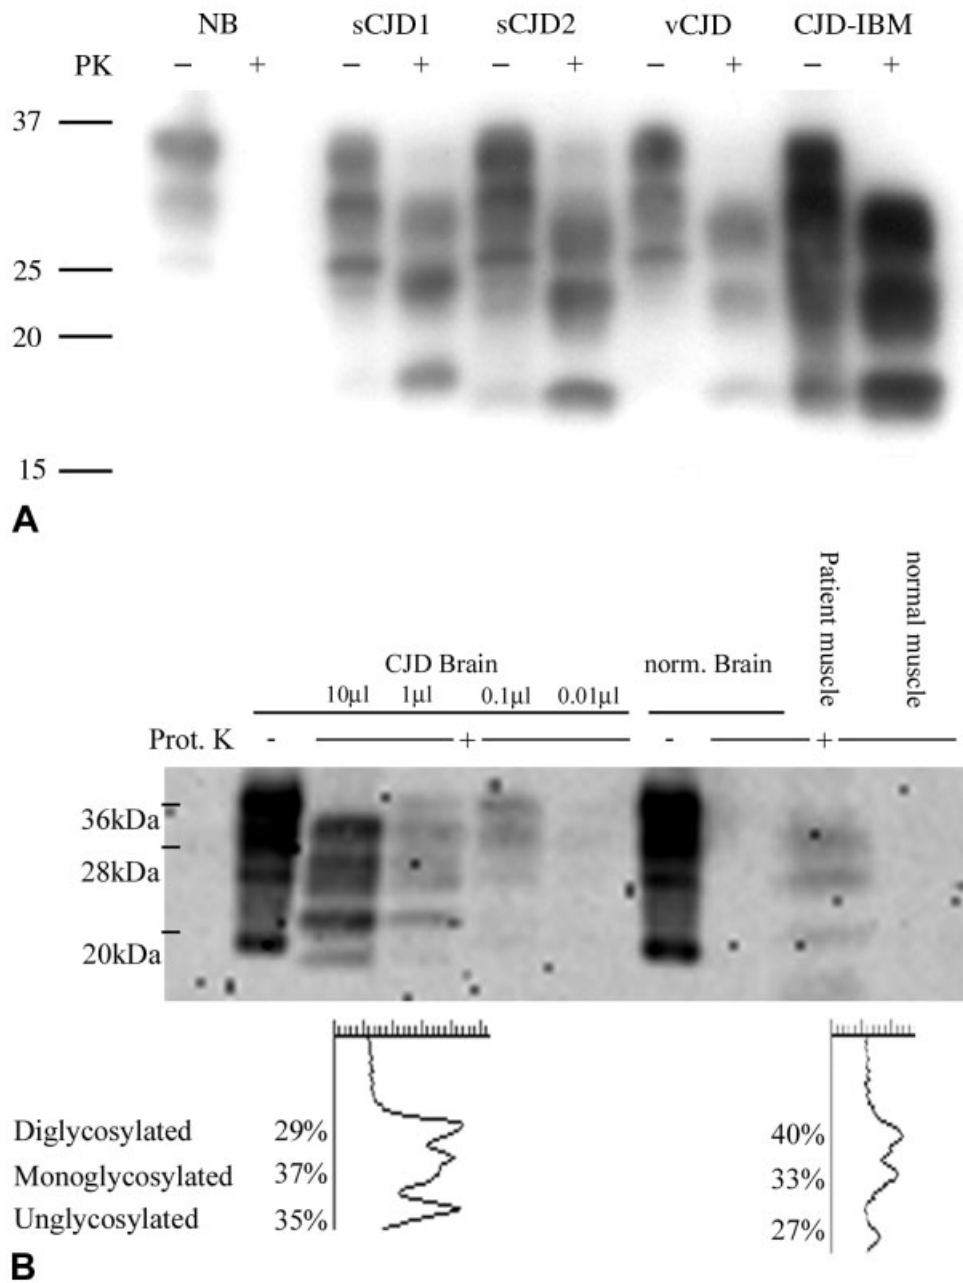 NB sCJD1 sCJD2 vCJD CJD-IBM
PK − + − + − + − + − +
37
25
20
15
A
Patient muscle
normal muscle
CJD Brain norm. Brain
10µl 1µl 0.1µl 0.01µl
Prot. K - + - +
36kDa
28kDa
20kDa
Diglycosylated 29% 40%
Monoglycosylated 37% 33%
Unglycosylated 35% 27%
B